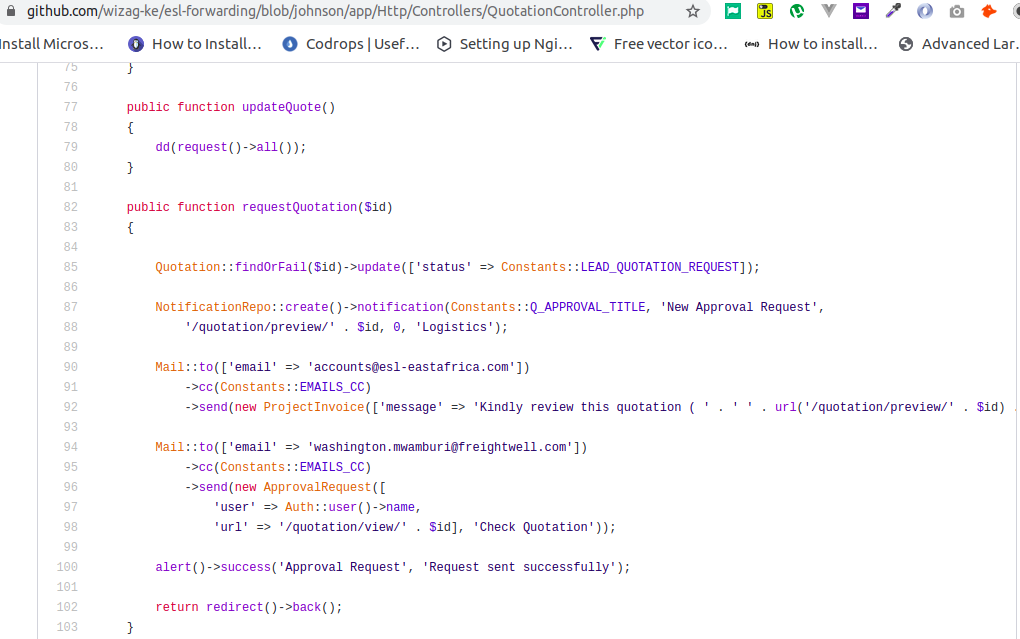 github.com/wizag-ke/esl-forwarding/blob/johnson/app/Http/Controllers/QuotationController.php JS
nstall Micros... How to Install... Codrops | Usef... Setting up Ngi... Free vector ico... How to install... Advanced Lar.
75 }
76
77 public function updateQuote()
78 {
79 dd(request()->all());
80 }
81
82 public function requestQuotation($id)
83 {
84
85 Quotation::findOrFail($id)->update(['status' => Constants::LEAD_QUOTATION_REQUEST]);
86
87 NotificationRepo::create()->notification(Constants::Q_APPROVAL_TITLE, 'New Approval Request',
88 '/quotation/preview/' . $id, 0, 'Logistics');
89
90 Mail::to(['email' => 'accounts@esl-eastafrica.com'])
91 ->cc(Constants::EMAILS_CC)
92 ->send(new ProjectInvoice(['message' => 'Kindly review this quotation ( ' . ' ' . url('/quotation/preview/' . $id) .
93
94 Mail::to(['email' => 'washington.mwamburi@freightwell.com'])
95 ->cc(Constants::EMAILS_CC)
96 ->send(new ApprovalRequest([
97 'user' => Auth::user()->name,
98 'url' => '/quotation/view/' . $id], 'Check Quotation'));
99
100 alert()->success('Approval Request', 'Request sent successfully');
101
102 return redirect()->back();
103 }